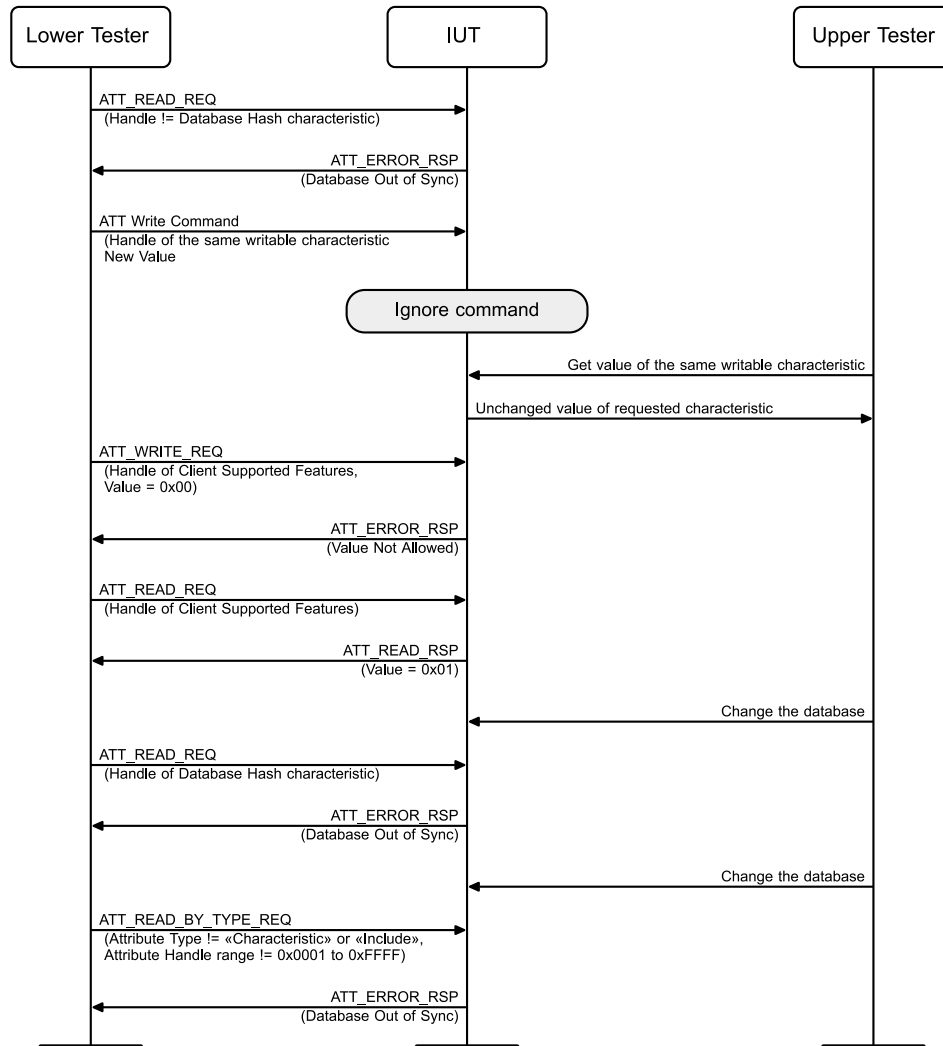 Lower Tester
IUT
Upper Tester
ATT_READ_REQ
(Handle != Database Hash characteristic)
ATT_ERROR_RSP
(Database Out of Sync)
ATT Write Command
(Handle of the same writable characteristic
New Value
Ignore command
Get value of the same writable characteristic
Unchanged value of requested characteristic
ATT_WRITE_REQ
(Handle of Client Supported Features,
Value = 0x00)
ATT_ERROR_RSP
(Value Not Allowed)
ATT_READ_REQ
(Handle of Client Supported Features)
ATT_READ_RSP
(Value = 0x01)
Change the database
ATT_READ_REQ
(Handle of Database Hash characteristic)
ATT_ERROR_RSP
(Database Out of Sync)
Change the database
ATT_READ_BY_TYPE_REQ
(Attribute Type != «Characteristic» or «Include»,
Attribute Handle range != 0x0001 to 0xFFFF)
ATT_ERROR_RSP
(Database Out of Sync)